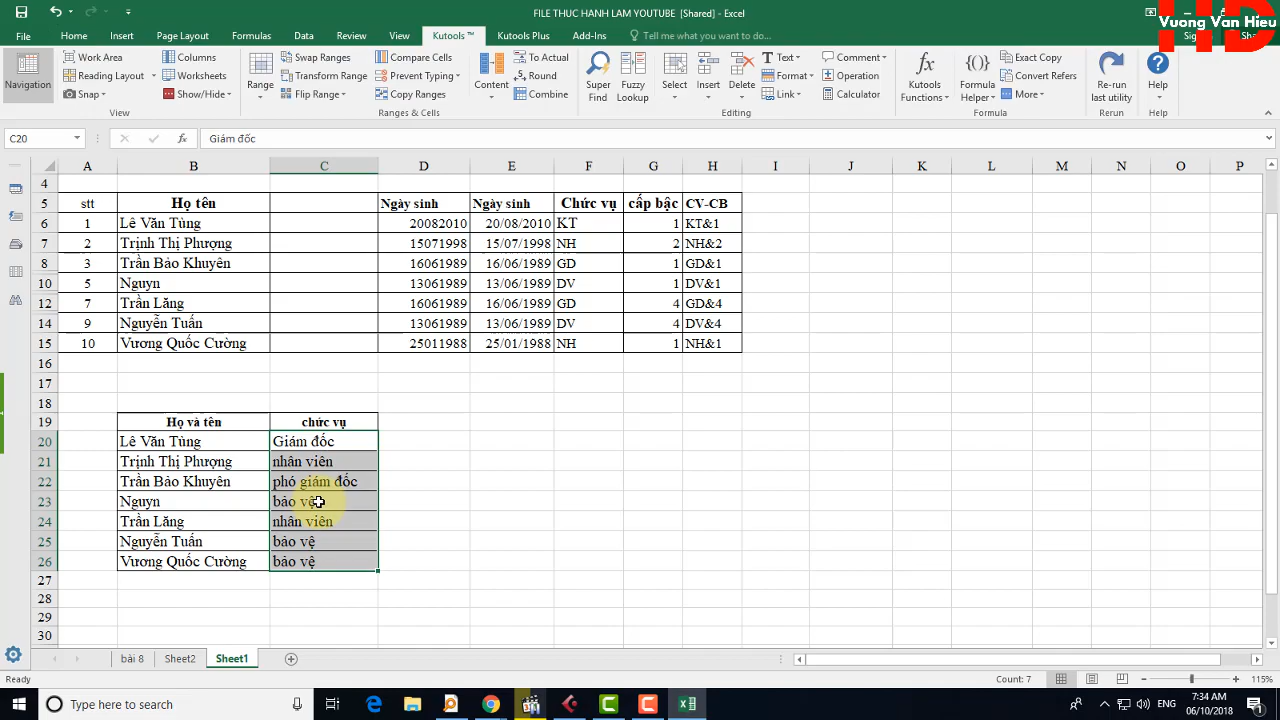 FILE THUC HANH LAM YOUTUBE [Shared] - Excel
Vuong Van Hieu
HD
File Home Insert Page Layout Formulas Data Review View Kutools ™ Kutools Plus Add-Ins Tell me what you want to do...
Navigation
Work Area
Reading Layout
Snap
Columns
Worksheets
Show/Hide
View
Range
Swap Ranges
Transform Range
Flip Range
Compare Cells
Prevent Typing
Copy Ranges
Content
To Actual
Round
Combine
Ranges & Cells
Super Find
Fuzzy Lookup
Text
Format
Link
Select
Insert
Delete
Comment
Operation
Calculator
Editing
Kutools Functions
Formula Helper
Exact Copy
Convert Refers
More
Formula
Re-run last utility
Rerun
Help
Help
C20 fx Giám đốc
A B C D E F G H I J K L M N O P
4
5 stt Họ tên Ngày sinh Ngày sinh Chức vụ cấp bậc CV-CB
6 1 Lê Văn Tùng 20082010 20/08/2010 KT 1 KT&1
7 2 Trịnh Thị Phượng 15071998 15/07/1998 NH 2 NH&2
8 3 Trần Bảo Khuyên 16061989 16/06/1989 GD 1 GD&1
10 5 Nguyn 13061989 13/06/1989 DV 1 DV&1
12 7 Trần Lăng 16061989 16/06/1989 GD 4 GD&4
14 9 Nguyễn Tuấn 13061989 13/06/1989 DV 4 DV&4
15 10 Vương Quốc Cường 25011988 25/01/1988 NH 1 NH&1
16
17
18
19 Họ và tên chức vụ
20 Lê Văn Tùng Giám đốc
21 Trịnh Thị Phượng nhân viên
22 Trần Bảo Khuyên phó giám đốc
23 Nguyn bảo vệ
24 Trần Lăng nhân viên
25 Nguyễn Tuấn bảo vệ
26 Vương Quốc Cường bảo vệ
27
28
29
30
bài 8 Sheet2 Sheet1
Ready Count: 7 115%
Type here to search
ENG
7:34 AM
06/10/2018